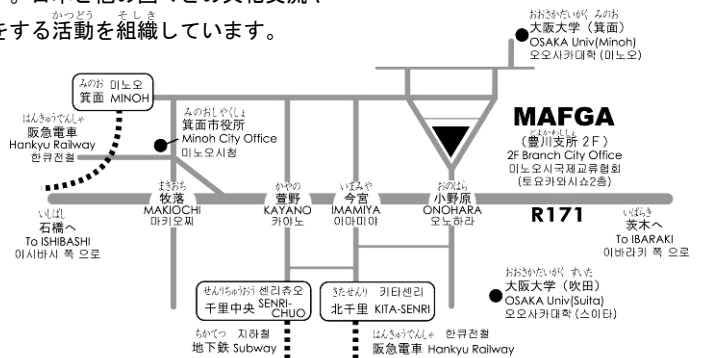 。日本と他の国々との文化交流や
かつどう そしき
をする活動を組織しています。
おおさかだいがく みのお
大阪大学（箕面）
OSAKA Univ(Minoh)
오오사카대학 (미노오)
みのお 미노오
箕面 MINOH
はんきゅうでんしゃ
阪急電車
Hankyu Railway
한큐전철
みのおしやくしょ
箕面市役所
Minoh City Office
미노오시청
MAFGA
とよかわししょ
（豊川支所 2F）
2F Branch City Office
미노오시국제교류협회
(토요카와시쇼2층)
まきおち
牧落
MAKIOCHI
마키오찌
かやの
萱野
KAYANO
카야노
いまみや
今宮
IMAMIYA
이마미야
おのはら
小野原
ONOHARA
오노하라
R171
いしばし
石橋へ
To ISHIBASHI
이시바시 쪽 으로
いばらき
茨木へ
To IBARAKI
이바라키 쪽 으로
せんりちゅうおう 센리츄오
千里中央 SENRI-
CHUO
きたせんり 키타센리
北千里 KITA-SENRI
おおさかだいがく すいた
大阪大学（吹田）
OSAKA Univ(Suita)
오오사카대학 (스이타)
ちかてつ 지하철
地下鉄 Subway
はんきゅうでんしゃ 한큐전철
阪急電車 Hankyu Railway